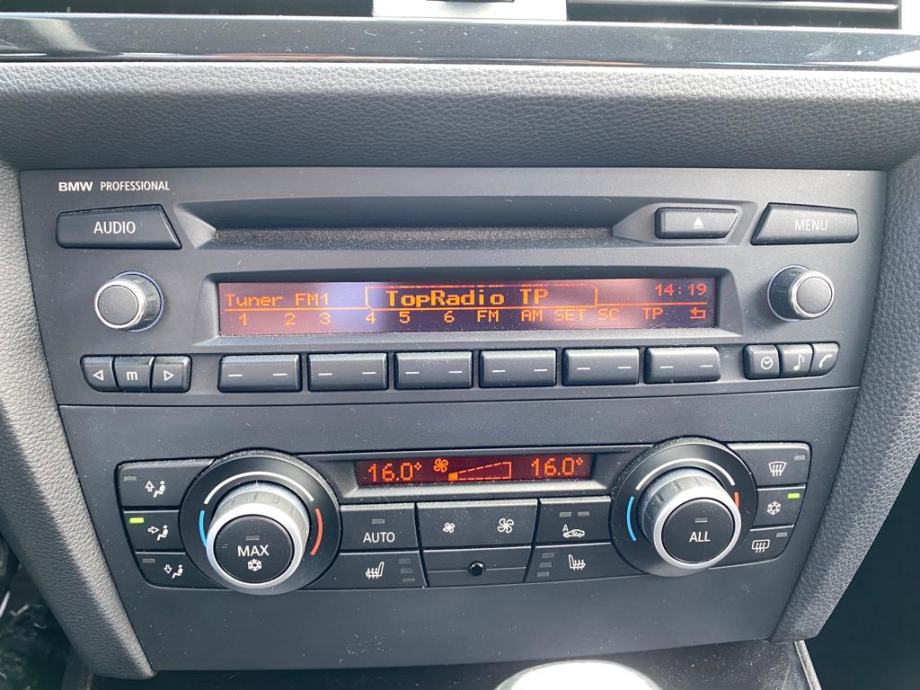 BMW PROFESSIONAL
AUDIO
MENU
Tuner FM1 TopRadio TP 14:19
1 2 3 4 5 6 FM AM SET SC TP
m
16.0° 16.0°
MAX
AUTO
A
ALL